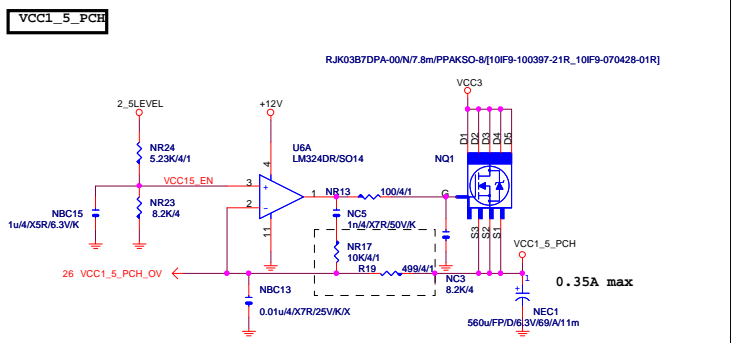 VCC1_5_PCH
RJK03B7DPA-00/N/7.8m/PPAKSO-8/[10IF9-100397-21R_10IF9-070428-01R]
VCC3
2_5LEVEL
+12V
D1
D2
D3
D4
D5
NR24
5.23K/4/1
U6A
LM324DR/SO14
NQ1
4
VCC15_EN
3
+
1
NR13
100/4/1
G
2
-
NBC15
1u/4/X5R/6.3V/K
NR23
8.2K/4
11
NC5
1n/4/X7R/50V/K
S3
S2
S1
NR17
10K/4/1
VCC1_5_PCH
26 VCC1_5_PCH_OV
R19
499/4/1
NC3
8.2K/4
1
0.35A max
NBC13
0.01u/4/X7R/25V/K/X
NEC1
560u/FP/D/6.3V/69/A/11m